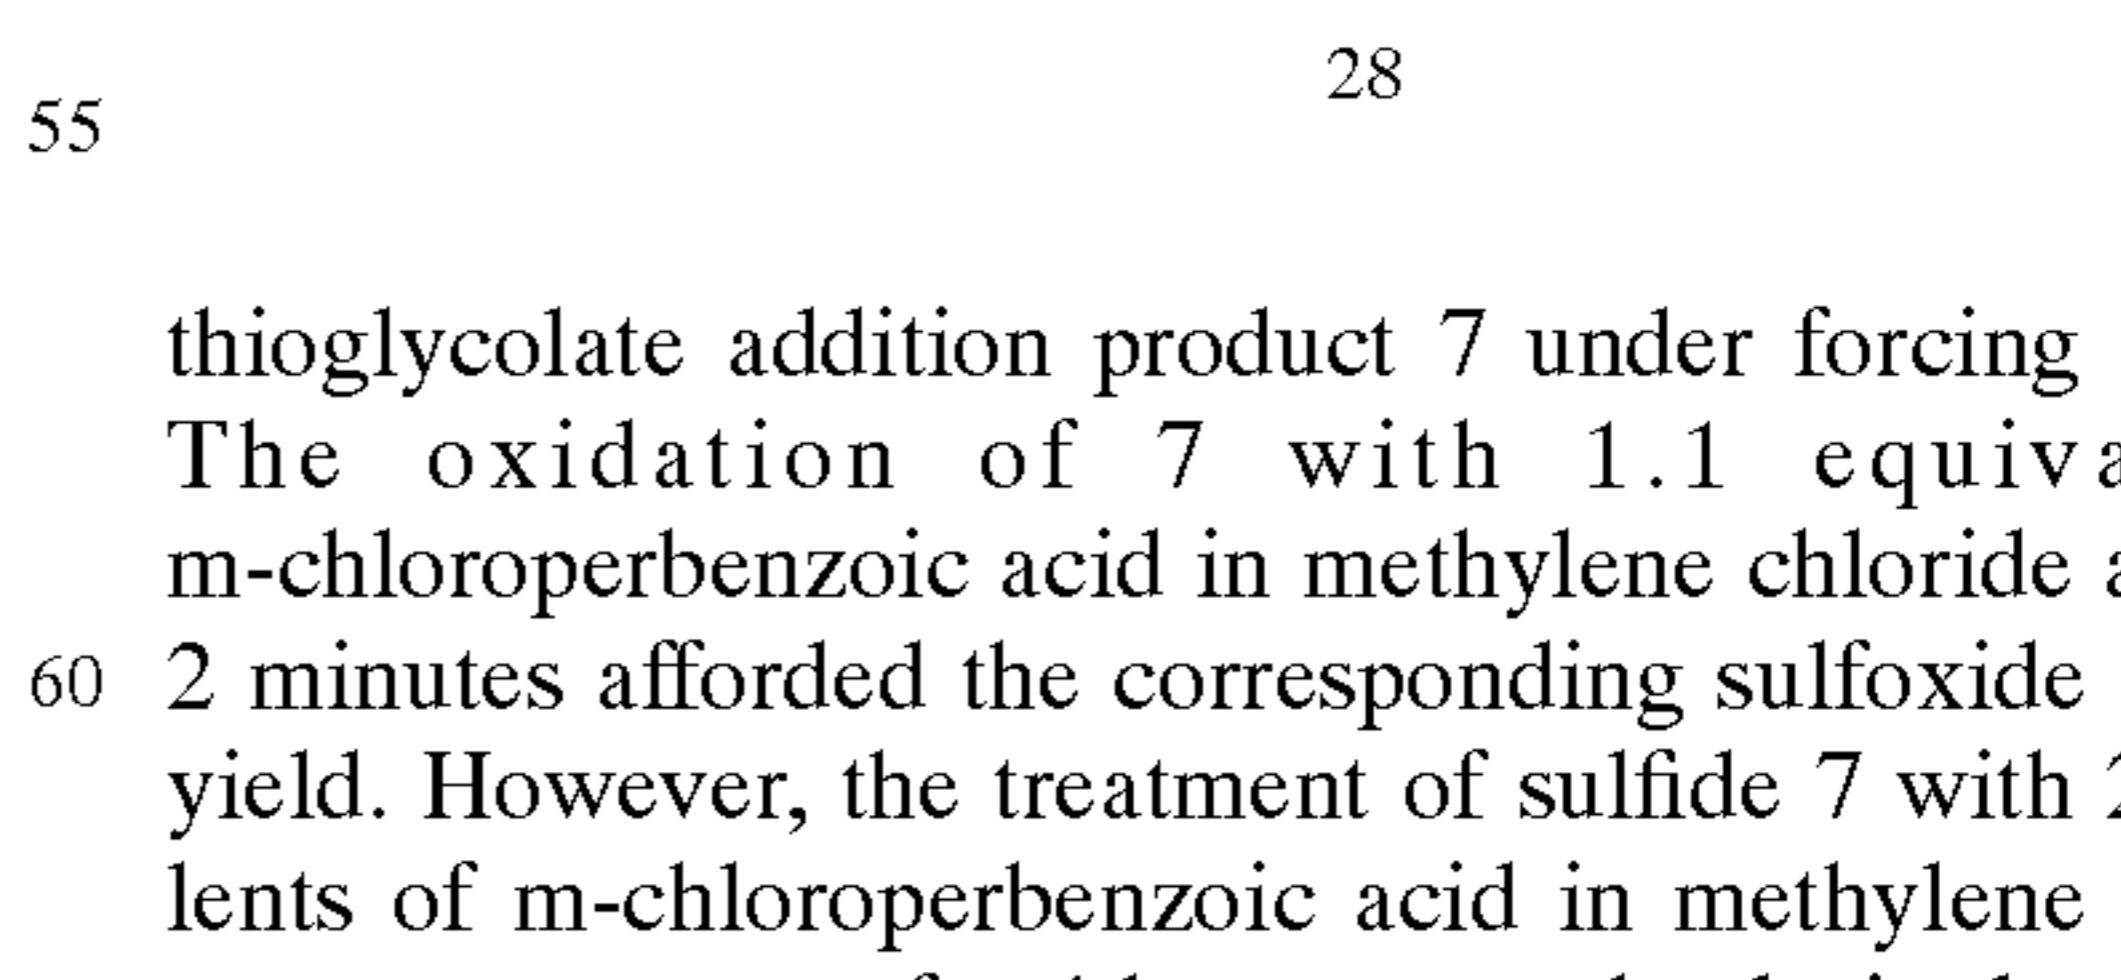 28
55
thioglycolate addition product 7 under forcing
The oxidation of 7 with 1.1
m-chloroperbenzoic acid in methylene chloride
60 2 minutes afforded the corresponding sulfoxide
yield. However, the treatment of sulfide 7 with
lents of m-chloroperbenzoic acid in methylene